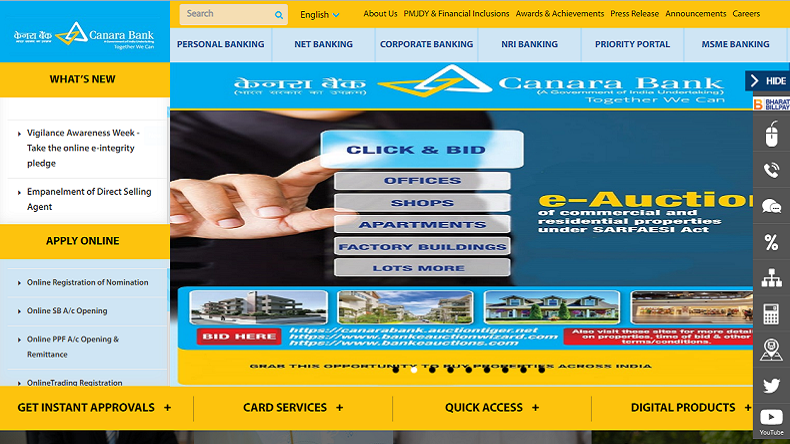 Search
English
About Us
PMJDY & Financial Inclusions
Awards & Achievements
Press Release
Announcements
Careers
केनरा बैंक Canara Bank
Together We Can
PERSONAL BANKING
NET BANKING
CORPORATE BANKING
NRI BANKING
PRIORITY PORTAL
MSME BANKING
WHAT'S NEW
Vigilance Awareness Week -
Take the online e-integrity
pledge
Empanelment of Direct Selling
Agent
APPLY ONLINE
Online Registration of Nomination
Online SB A/c Opening
Online PPF A/c Opening &
Remittance
OnlineTrading Registration
केनरा बैंक Canara Bank
(भारत सरकार का उपक्रम) (A Government of India Undertaking)
Together We Can
CLICK & BID
OFFICES
SHOPS
APARTMENTS
FACTORY BUILDINGS
LOTS MORE
e-Auctio
of commercial and
residential properties
under SARFAESI Act
BID HERE
https://canarabank.auctiontiger.net
https://www.bankeauctionwizard.com
https://www.bankeauctions.com
Also visit these sites for more detail
on properties, time of bid & other
terms/conditions.
GRAB THIS OPPORTUNITY TO BUY PROPERTIES ACROSS INDIA
HIDE
B BHARAT
BILLPAY
YouTube
GET INSTANT APPROVALS +
CARD SERVICES +
QUICK ACCESS +
DIGITAL PRODUCTS +